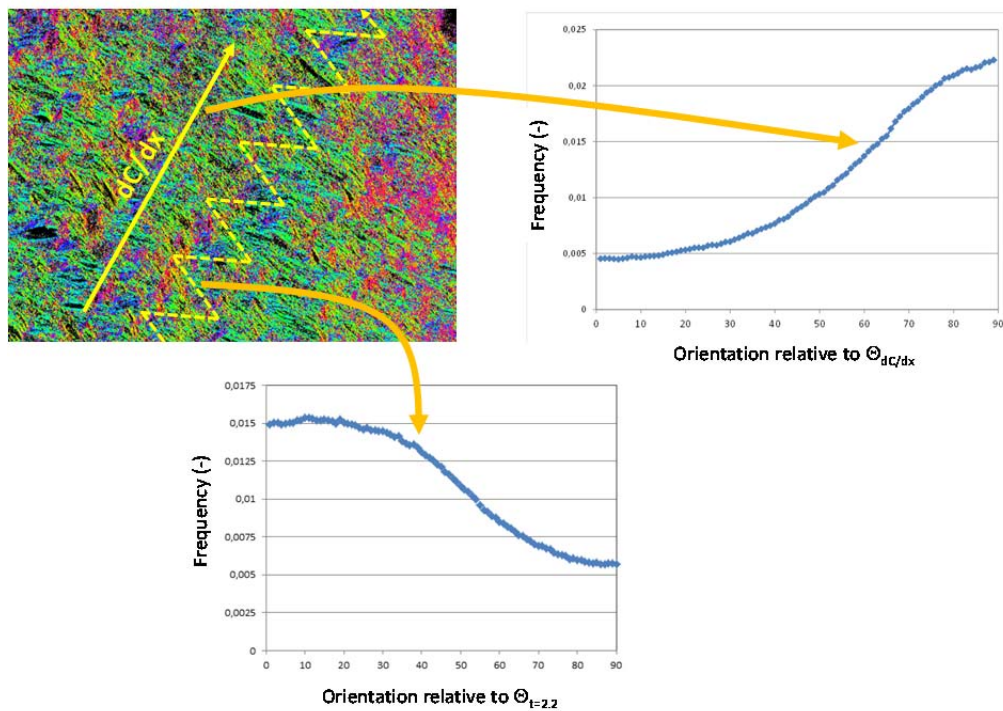 dC/dx
Frequency (-)
0,025
0,02
0,015
0,01
0,005
0
0 10 20 30 40 50 60 70 80 90
Orientation relative to ΘdC/dx
Frequency (-)
0,0175
0,015
0,0125
0,01
0,0075
0,005
0,0025
0
0 10 20 30 40 50 60 70 80 90
Orientation relative to Θt=2.2